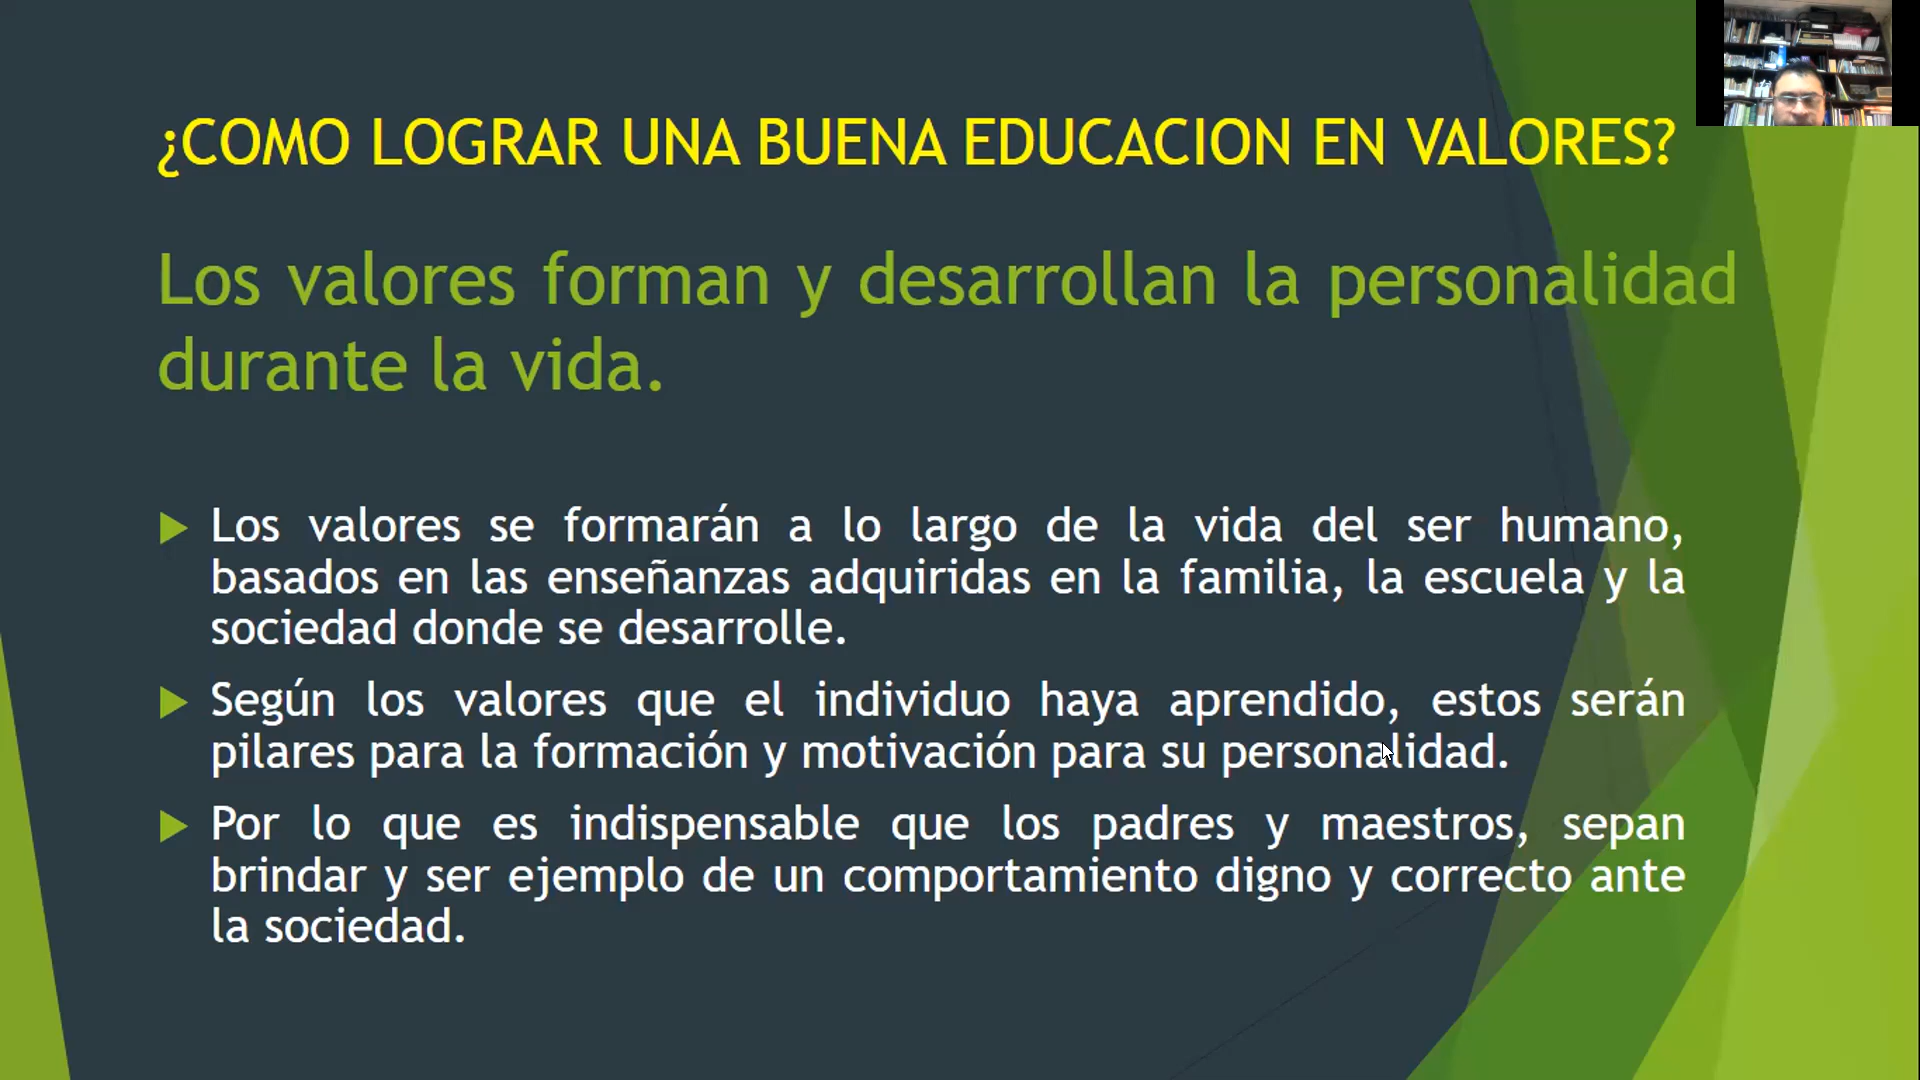 ¿COMO LOGRAR UNA BUENA EDUCACION EN VALORES?
Los valores forman y desarrollan la personalidad
durante la vida.
Los valores se formarán a lo largo de la vida del ser humano,
basados en las enseñanzas adquiridas en la familia, la escuela y la
sociedad donde se desarrolle.
Según los valores que el individuo haya aprendido, estos serán
pilares para la formación y motivación para su personalidad.
Por lo que es indispensable que los padres y maestros, sepan
brindar y ser ejemplo de un comportamiento digno y correcto ante
la sociedad.